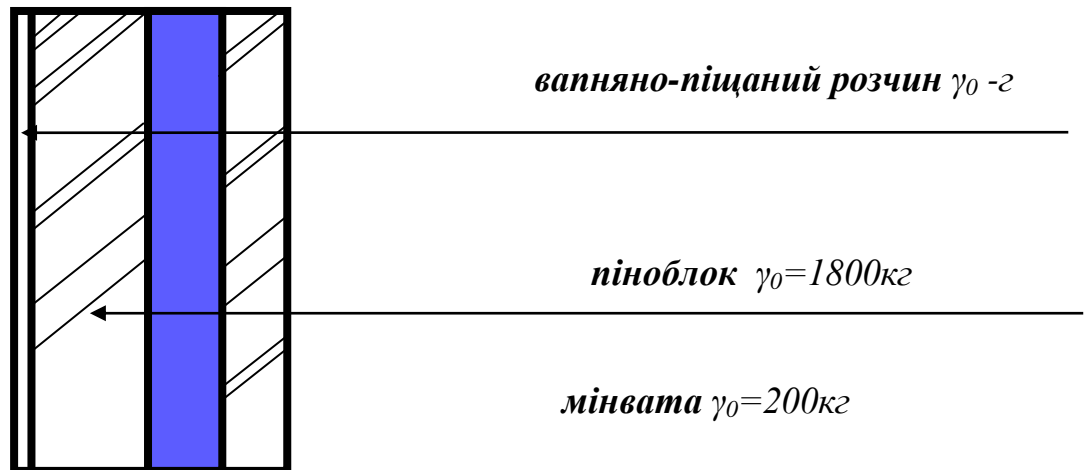 вапняно-піщаний розчин γ₀ -г
піноблок γ₀=1800кг
мінвата γ₀=200кг